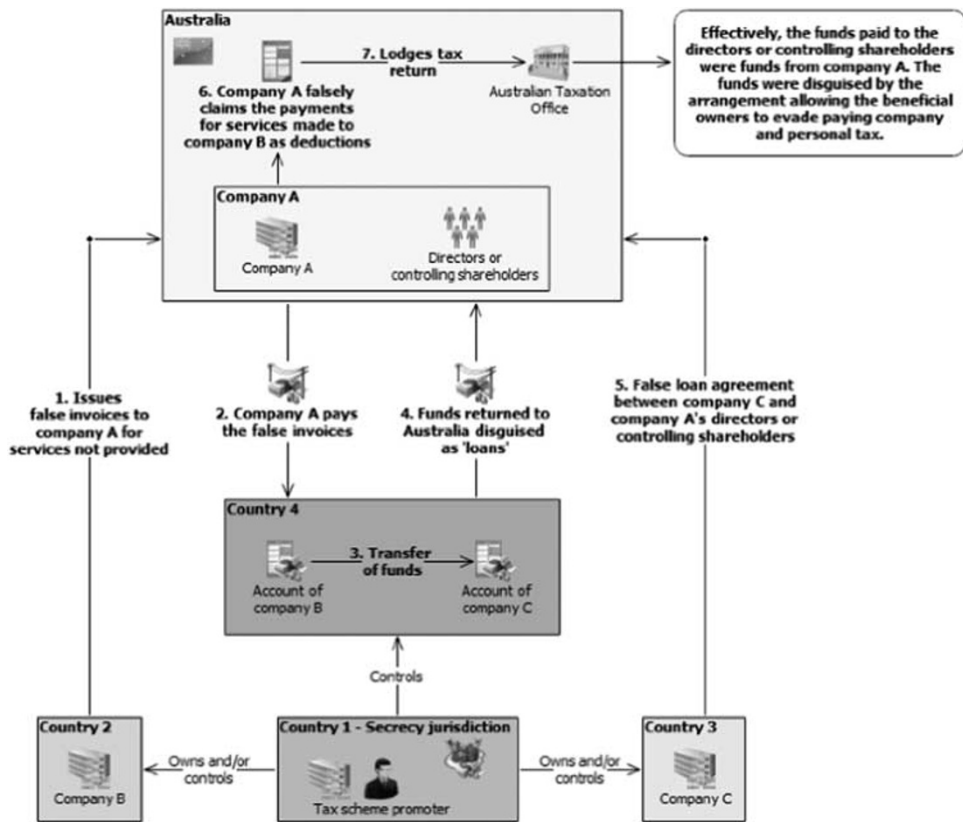 Australia
7. Lodges tax
return
Australian Taxation
Office
6. Company A falsely
claims the payments
for services made to
company B as deductions
Effectively, the funds paid to the
directors or controlling shareholders
were funds from company A. The
funds were disguised by the
arrangement allowing the beneficial
owners to evade paying company
and personal tax.
Company A
Company A
Directors or
controlling shareholders
1. Issues
false invoices to
company A for
services not provided
2. Company A pays
the false invoices
4. Funds returned to
Australia disguised
as 'loans'
5. False loan agreement
between company C and
company A's directors or
controlling shareholders
Country 4
3. Transfer
of funds
Account of
company B
Account of
company C
Controls
Country 2
Company B
Owns and/or
controls
Country 1 - Secrecy jurisdiction
Tax scheme promoter
Owns and/or
controls
Country 3
Company C